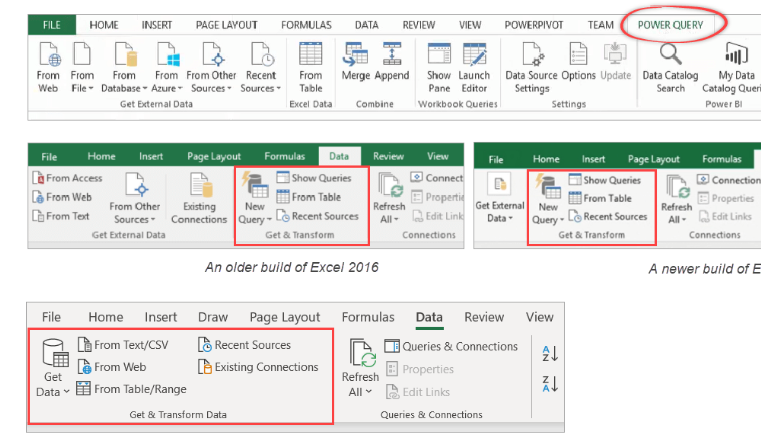 FILE HOME INSERT PAGE LAYOUT FORMULAS DATA REVIEW VIEW POWERPIVOT TEAM POWER QUERY
From From From From From Other Recent From Merge Append Show Launch Data Source Options Update Data Catalog My Data
Web File Database Azure Sources Sources Table Pane Editor Settings Search Catalog Queri
Get External Data Excel Data Combine Workbook Queries Settings Power BI
File Home Insert Page Layout Formulas Data Review View
From Access
From Web
From Text
From Other
Sources
Existing
Connections
New
Query
Show Queries
From Table
Recent Sources
Refresh
All
Connect
Propertie
Edit Link
Get External Data Get & Transform Connections
An older build of Excel 2016
File Home Insert Page Layout Formulas
Get External
Data
New
Query
Show Queries
From Table
Recent Sources
Refresh
All
Connection
Properties
Edit Links
Get & Transform Connections
A newer build of E
File Home Insert Draw Page Layout Formulas Data Review View
Get
Data
From Text/CSV
From Web
From Table/Range
Recent Sources
Existing Connections
Refresh
All
Queries & Connections
Properties
Edit Links
A
Z
Z
A
Get & Transform Data Queries & Connections